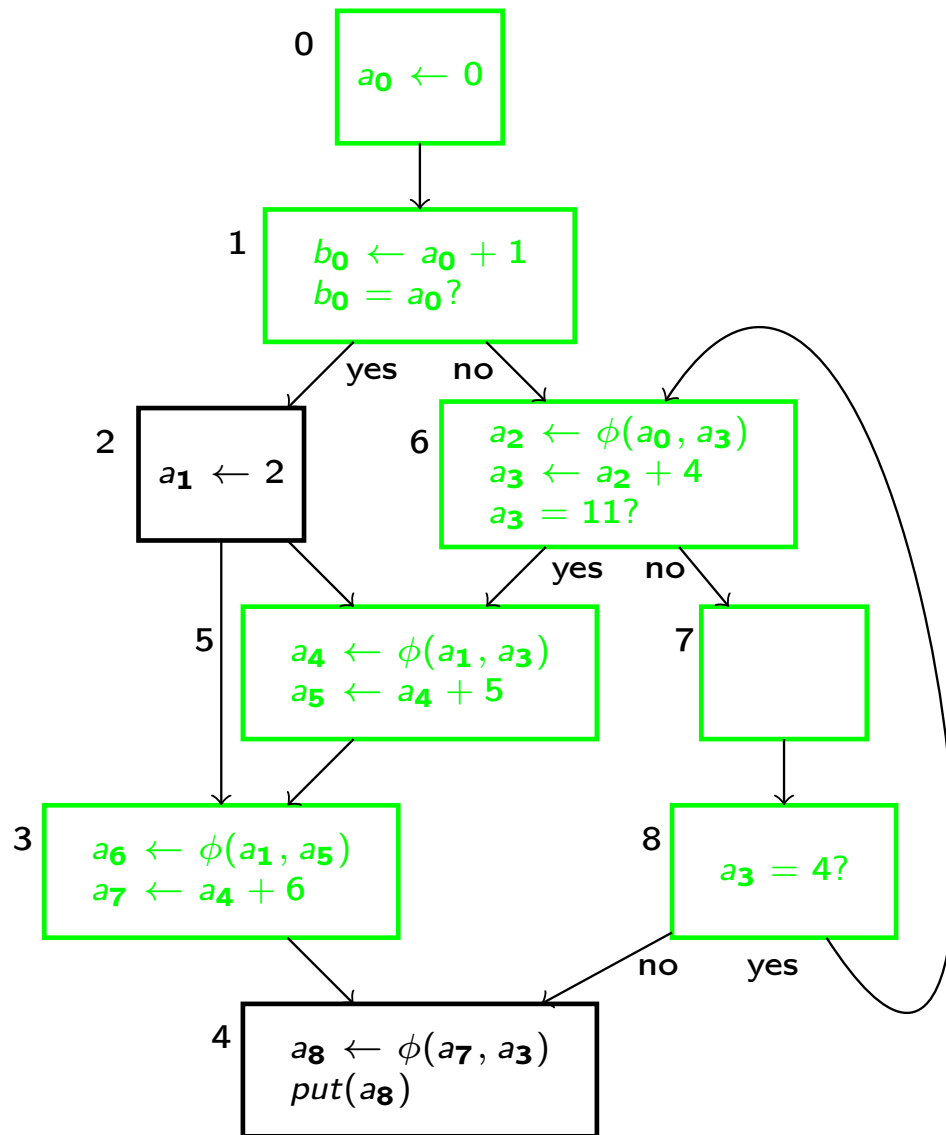 0
a₀ ← 0
1
b₀ ← a₀ + 1
b₀ = a₀?
yes no
2
a₁ ← 2
6
a₂ ← ϕ(a₀, a₃)
a₃ ← a₂ + 4
a₃ = 11?
yes no
5
a₄ ← ϕ(a₁, a₃)
a₅ ← a₄ + 5
7
3
a₆ ← ϕ(a₁, a₅)
a₇ ← a₄ + 6
8
a₃ = 4?
no yes
4
a₈ ← ϕ(a₇, a₃)
put(a₈)